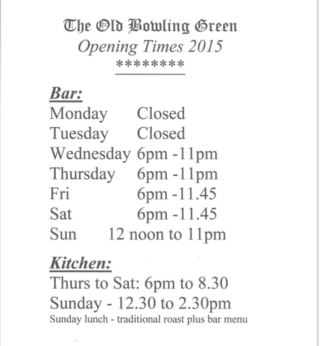 The Old Bowling Green
Opening Times 2015
********
Bar:
Monday Closed
Tuesday Closed
Wednesday 6pm -11pm
Thursday 6pm -11pm
Fri 6pm -11.45
Sat 6pm -11.45
Sun 12 noon to 11pm
Kitchen:
Thurs to Sat: 6pm to 8.30
Sunday - 12.30 to 2.30pm
Sunday lunch - traditional roast plus bar menu